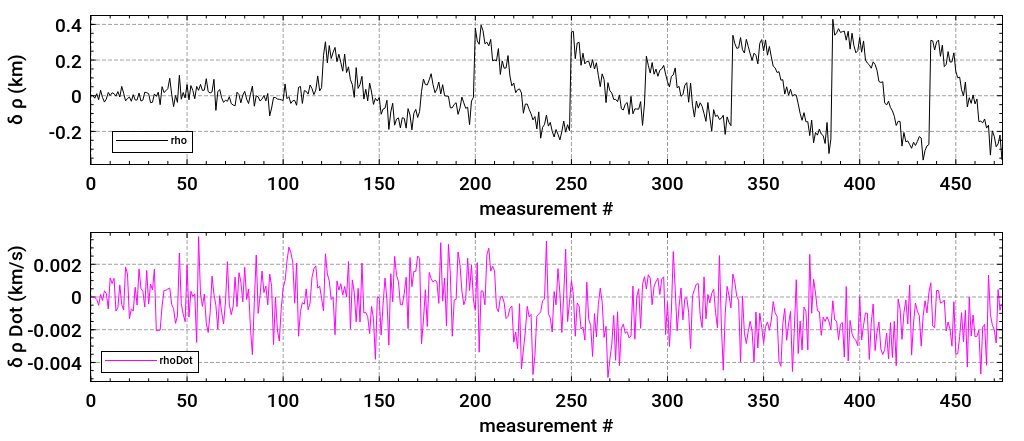 0.4
0.2
0
-0.2
δ ρ (km)
rho
0 50 100 150 200 250 300 350 400 450
measurement #
0.002
0
-0.002
-0.004
δ ρ Dot (km/s)
rhoDot
0 50 100 150 200 250 300 350 400 450
measurement #